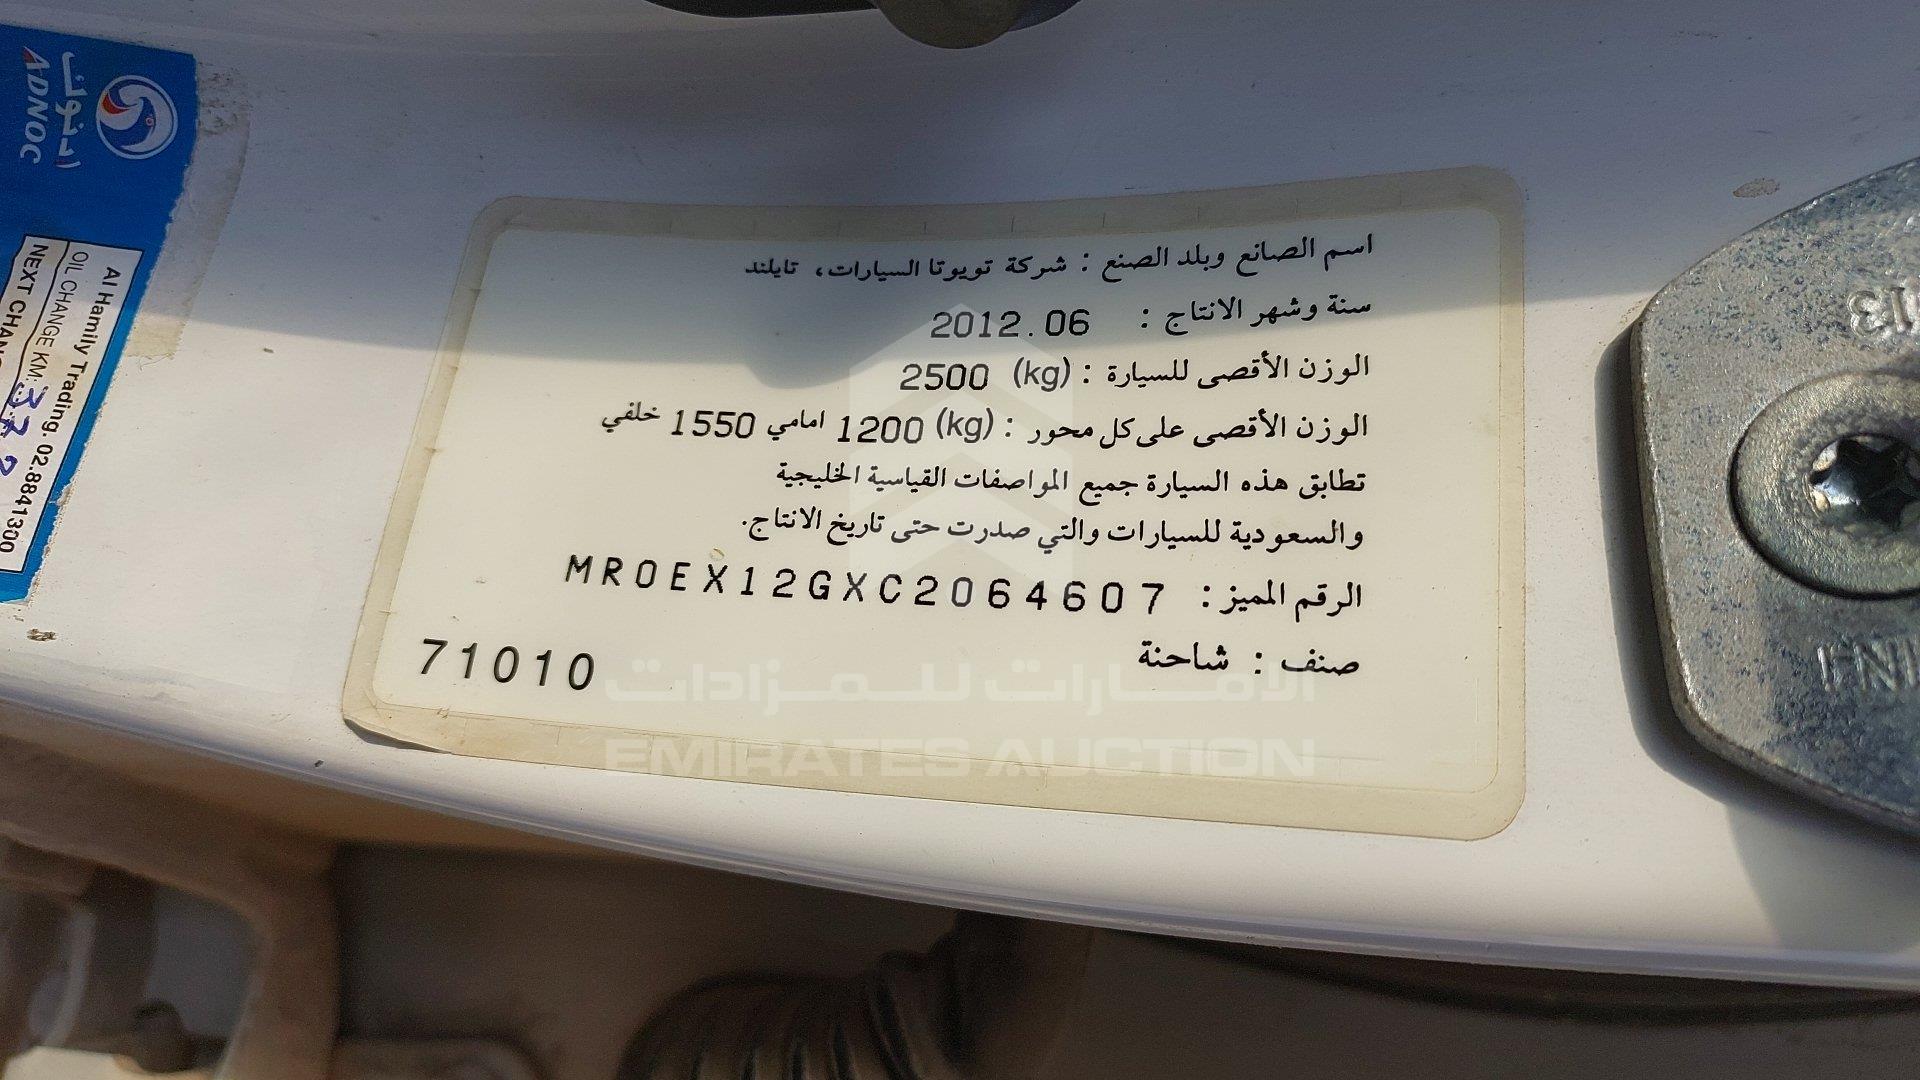 ادنوك
ADNOC
Al Hamily Trading. 02.8841300
OIL CHANGE KM:
اسم الصانع وبلد الصنع : شركة تويوتا السيارات، تايلند
سنة وشهر الانتاج : 2012.06
الوزن الأقصى للسيارة : (kg) 2500
الوزن الأقصى على كل محور : (kg) 1200 امامي 1550 خلفي
تطابق هذه السيارة جميع المواصفات القياسية الخليجية
والسعودية للسيارات والتي صدرت حتى تاريخ الانتاج.
الرقم المميز : MR0EX12GXC2064607
صنف : شاحنة
71010
الامارات للمزادات
EMIRATES AUCTION